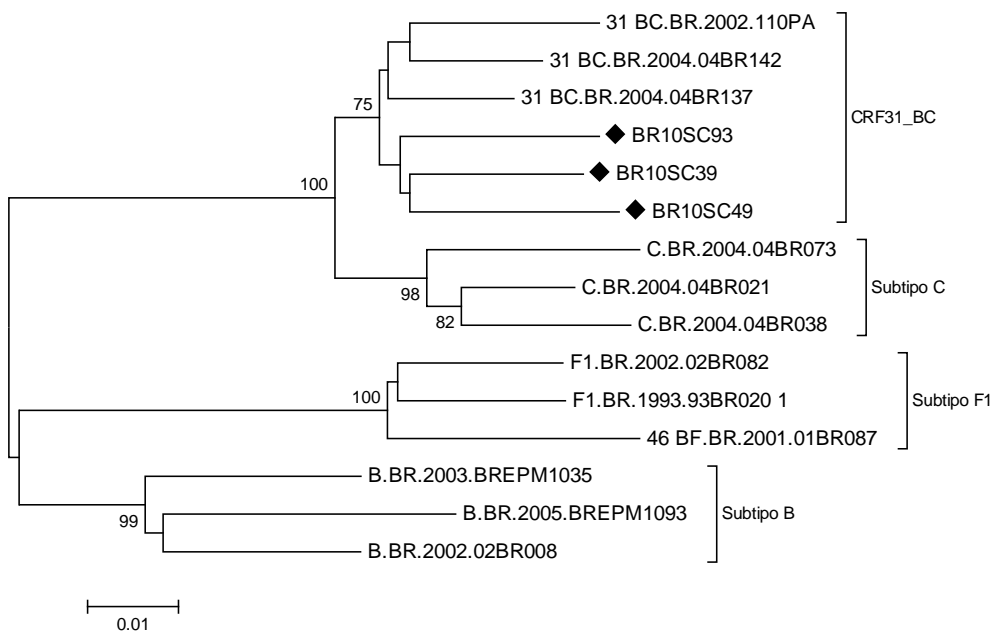 31 BC.BR.2002.110PA
31 BC.BR.2004.04BR142
75
31 BC.BR.2004.04BR137
CRF31_BC
BR10SC93
BR10SC39
100
BR10SC49
C.BR.2004.04BR073
C.BR.2004.04BR021
Subtipo C
98
82
C.BR.2004.04BR038
F1.BR.2002.02BR082
100
F1.BR.1993.93BR020 1
Subtipo F1
46 BF.BR.2001.01BR087
B.BR.2003.BREPM1035
B.BR.2005.BREPM1093
Subtipo B
99
B.BR.2002.02BR008
0.01